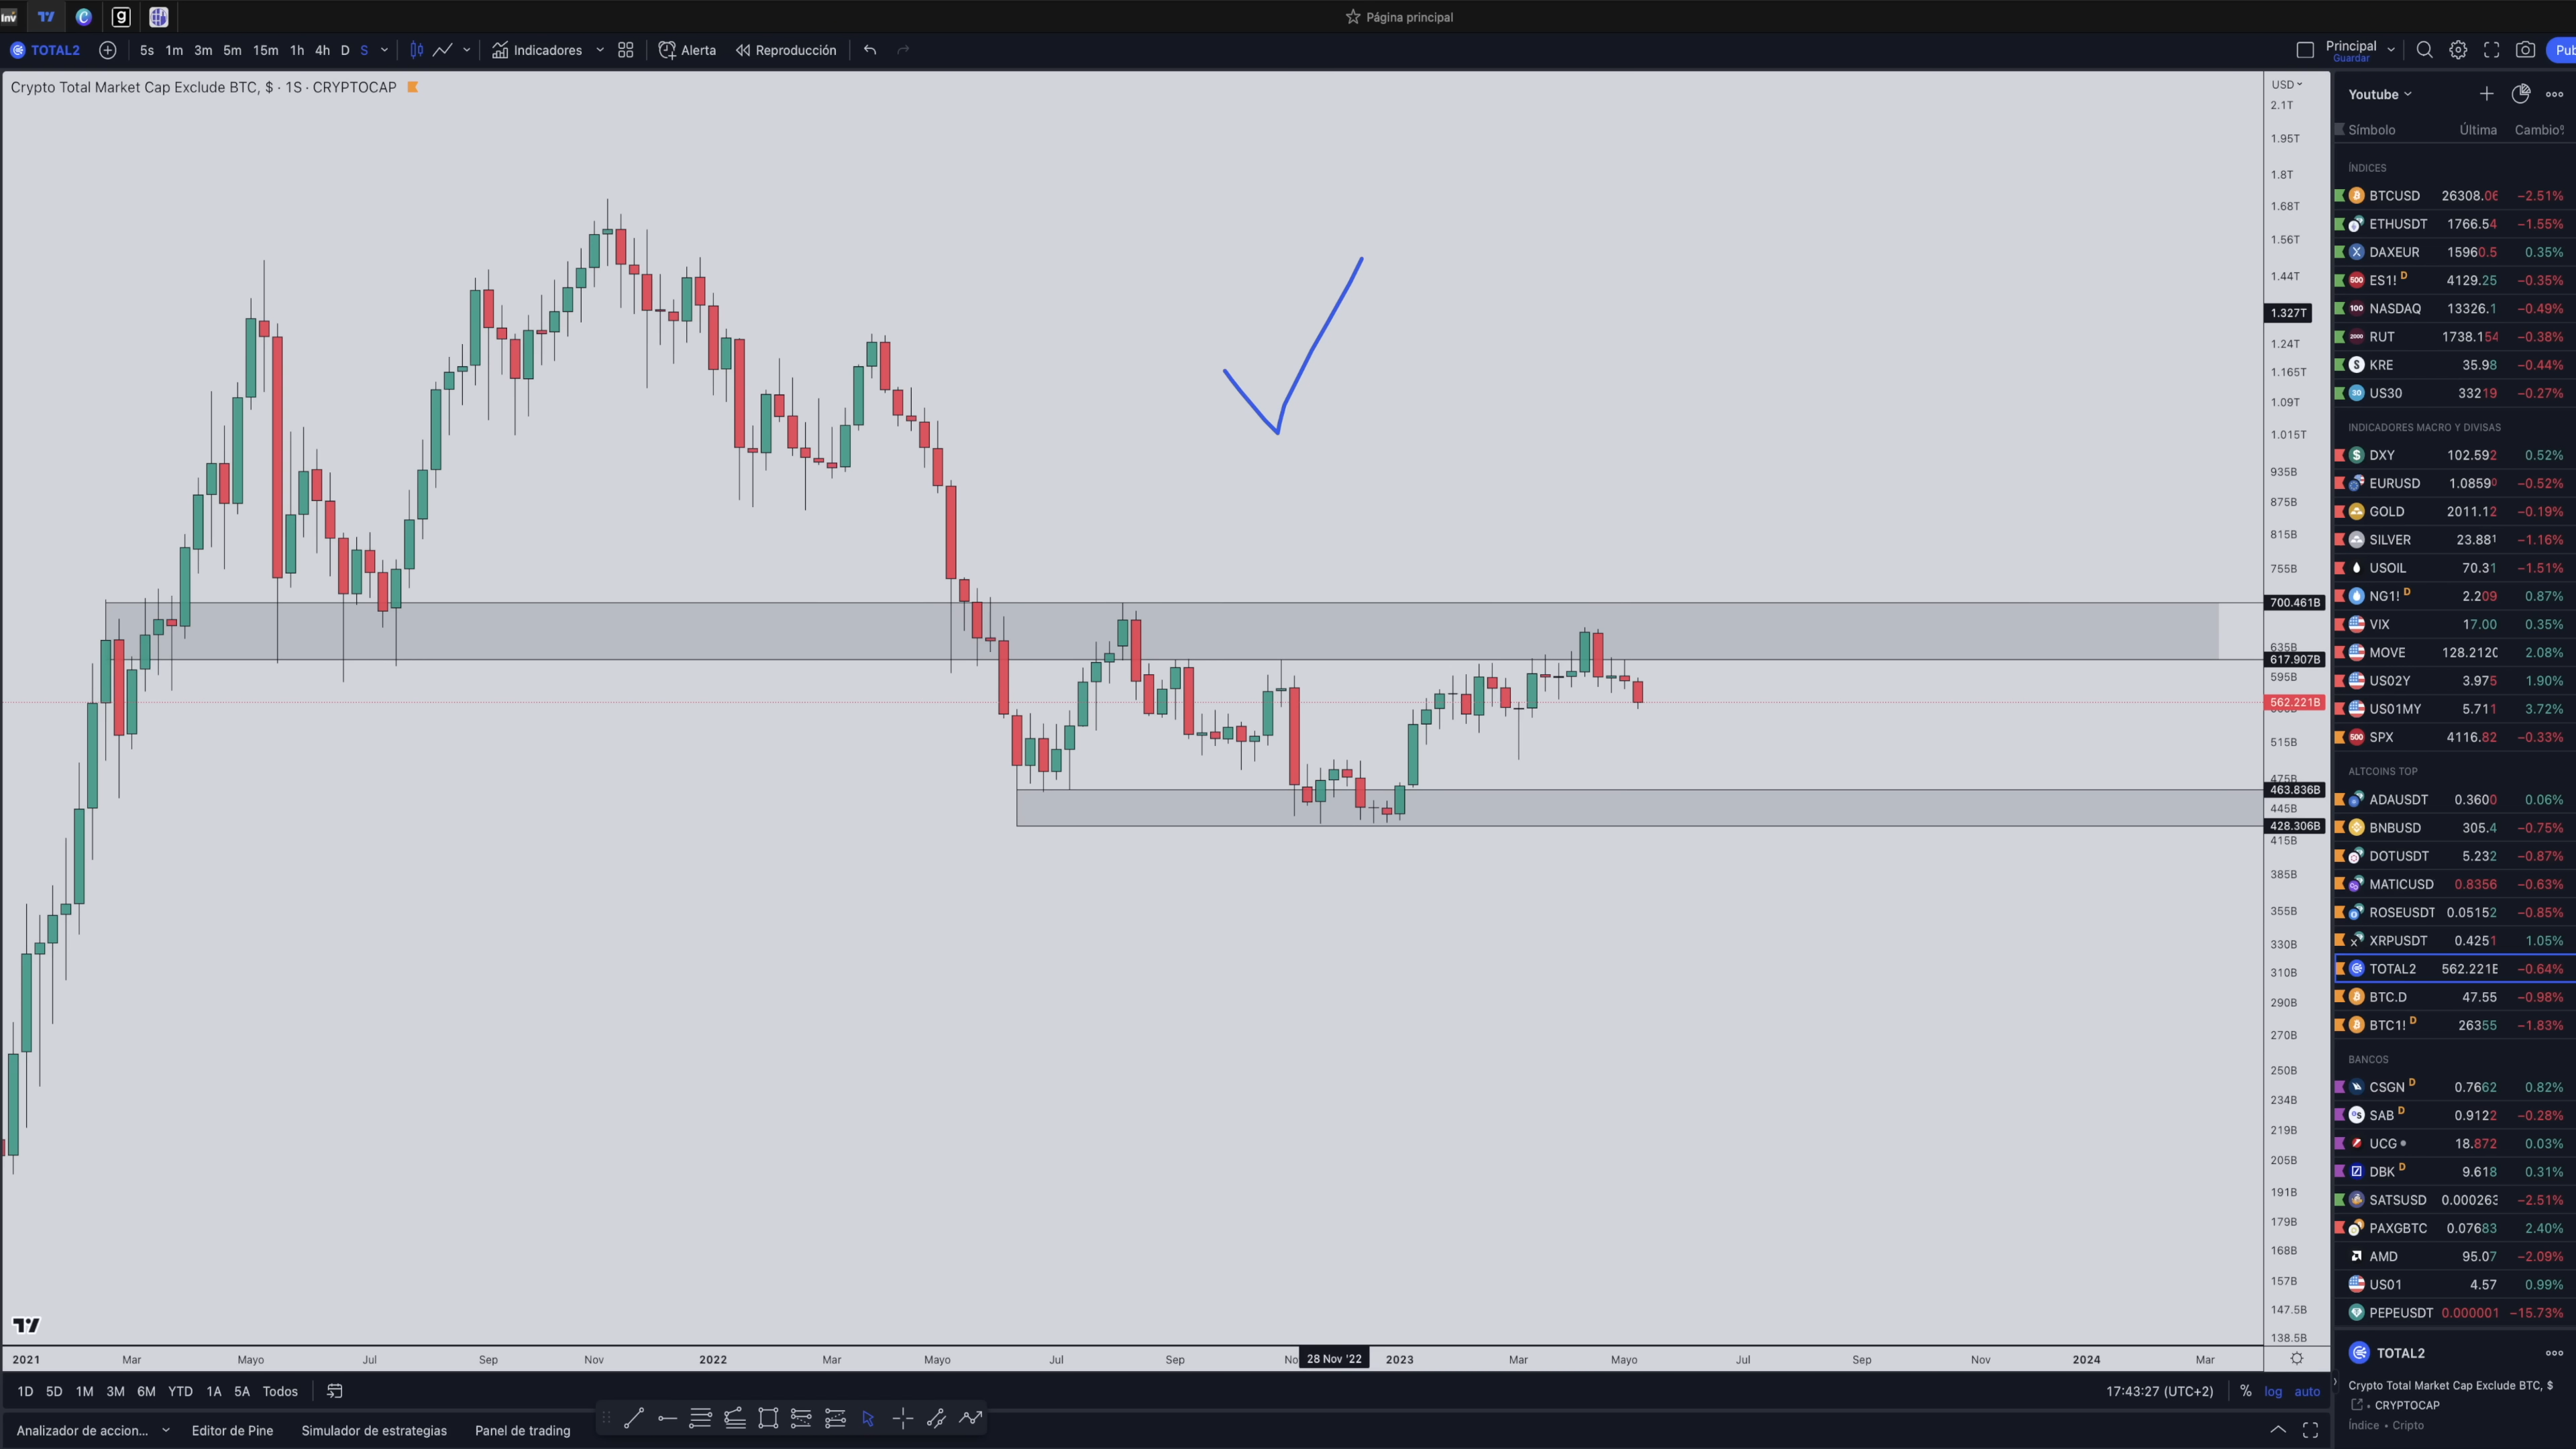 Inv
Página principal
TOTAL2 5s 1m 3m 5m 15m 1h 4h D S Indicadores Alerta Reproducción Principal Guardar Pub
Crypto Total Market Cap Exclude BTC, $ · 1S · CRYPTOCAP
USD
2.1T
1.95T
1.8T
1.68T
1.56T
1.44T
1.327T
1.24T
1.165T
1.09T
1.015T
935B
875B
815B
755B
700.461B
635B
617.907B
595B
562.221B
515B
475B
463.836B
445B
428.306B
415B
385B
355B
330B
310B
290B
270B
250B
234B
219B
205B
191B
179B
168B
157B
147.5B
138.5B
2021 Mar Mayo Jul Sep Nov 2022 Mar Mayo Jul Sep No 28 Nov '22 2023 Mar Mayo Jul Sep Nov 2024 Mar
1D 5D 1M 3M 6M YTD 1A 5A Todos 17:43:27 (UTC+2) % log auto
Analizador de accion... Editor de Pine Simulador de estrategias Panel de trading
Youtube
Símbolo Última Cambio%
ÍNDICES
BTCUSD 26308.06 −2.51%
ETHUSDT 1766.54 −1.55%
DAXEUR 15960.5 0.35%
500 ES1! D 4129.25 −0.35%
100 NASDAQ 13326.1 −0.49%
2000 RUT 1738.154 −0.38%
S KRE 35.98 −0.44%
30 US30 33219 −0.27%
INDICADORES MACRO Y DIVISAS
$ DXY 102.592 0.52%
EURUSD 1.08590 −0.52%
GOLD 2011.12 −0.19%
SILVER 23.881 −1.16%
USOIL 70.31 −1.51%
NG1! D 2.209 0.87%
VIX 17.00 0.35%
MOVE 128.2120 2.08%
US02Y 3.975 1.90%
US01MY 5.711 3.72%
500 SPX 4116.82 −0.33%
ALTCOINS TOP
ADAUSDT 0.3600 0.06%
BNBUSD 305.4 −0.75%
DOTUSDT 5.232 −0.87%
MATICUSD 0.8356 −0.63%
ROSEUSDT 0.05152 −0.85%
XRPUSDT 0.4251 1.05%
TOTAL2 562.221B −0.64%
BTC.D 47.55 −0.98%
BTC1! D 26355 −1.83%
BANCOS
CSGN D 0.7662 0.82%
SAB D 0.9122 −0.28%
UCG 18.872 0.03%
DBK D 9.618 0.31%
SATSUSD 0.000263 −2.51%
PAXGBTC 0.07683 2.40%
AMD 95.07 −2.09%
US01 4.57 0.99%
PEPEUSDT 0.000001 −15.73%
TOTAL2
Crypto Total Market Cap Exclude BTC, $
• CRYPTOCAP
Índice • Cripto